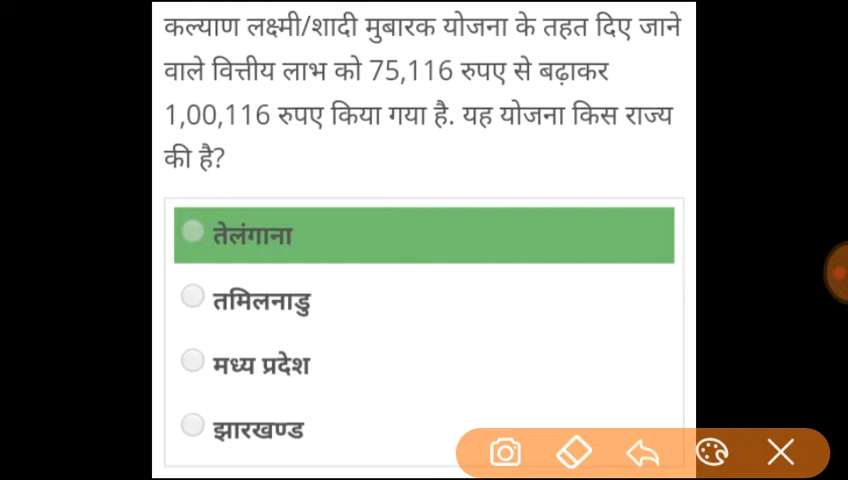 कल्याण लक्ष्मी/शादी मुबारक योजना के तहत दिए जाने
वाले वित्तीय लाभ को 75,116 रुपए से बढ़ाकर
1,00,116 रुपए किया गया है. यह योजना किस राज्य
की है?
तेलंगाना
तमिलनाडु
मध्य प्रदेश
झारखण्ड